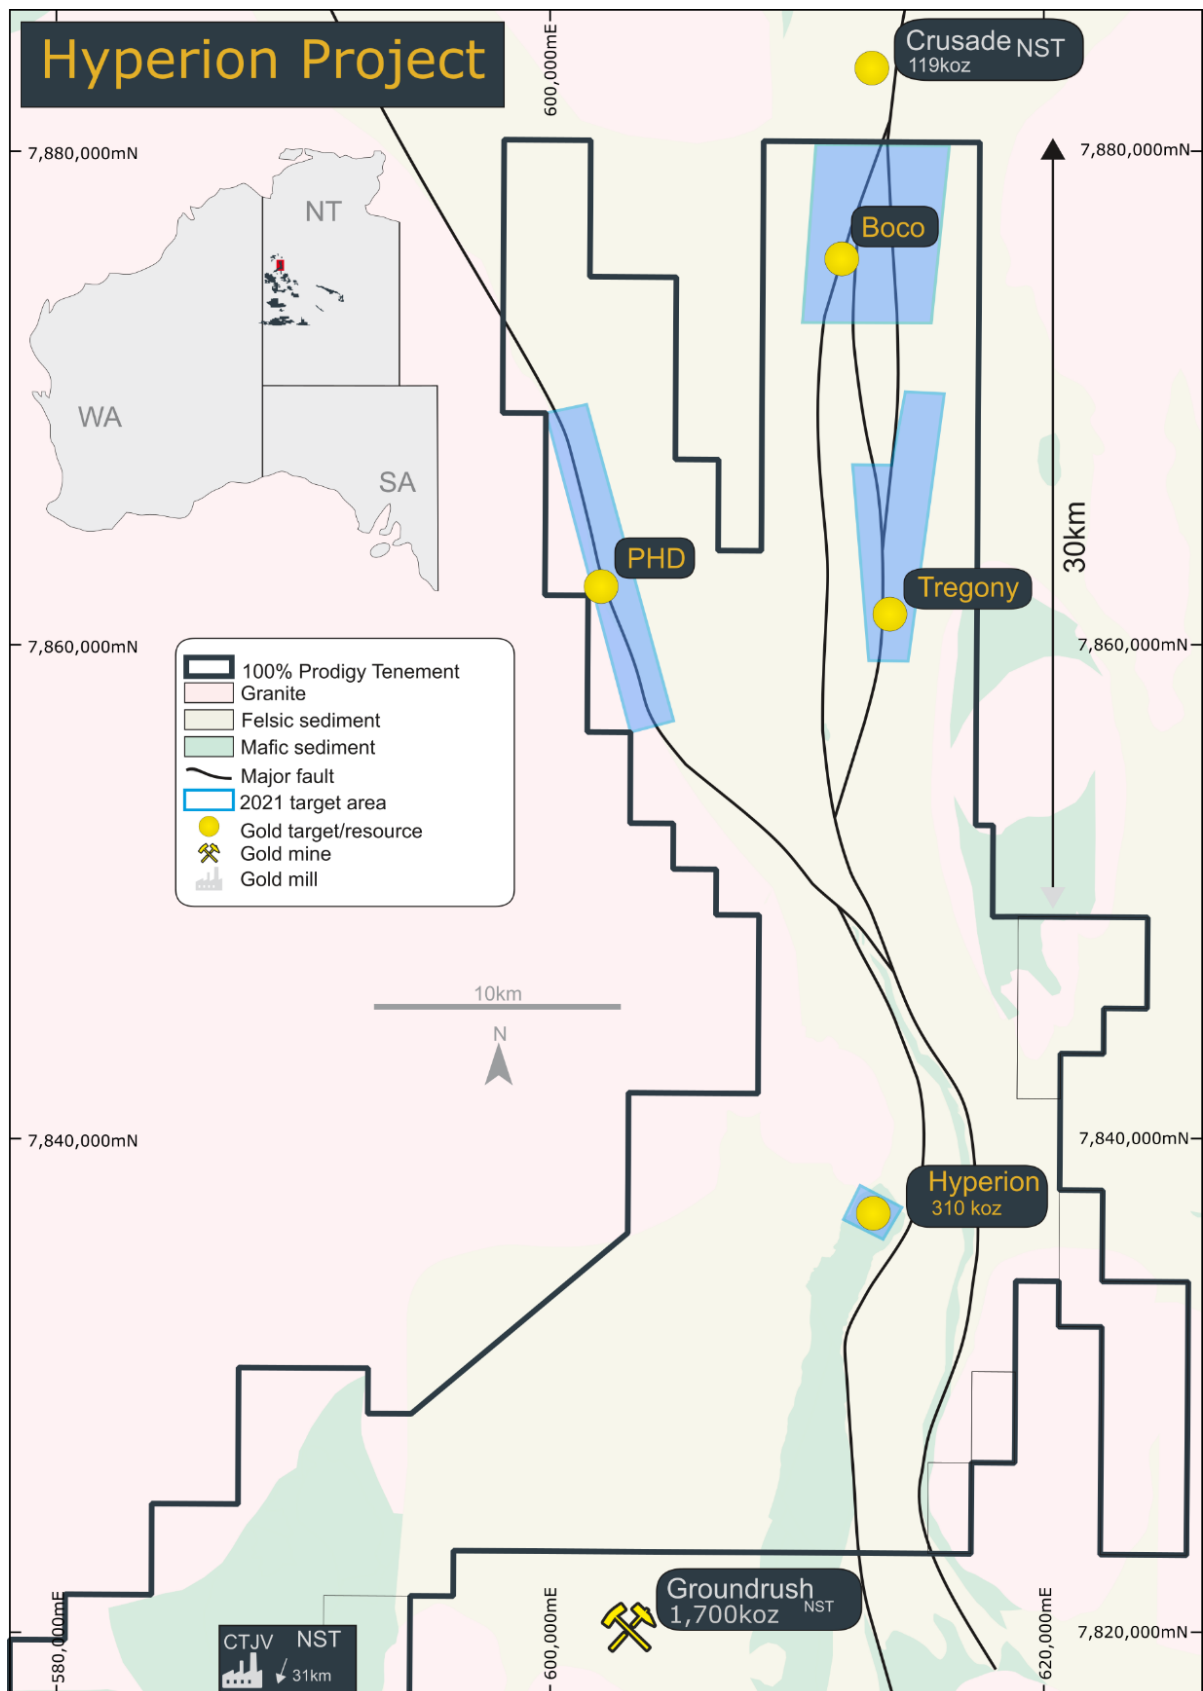 Hyperion Project
600,000mE
Crusade NST
119koz
7,880,000mN
7,880,000mN
NT
WA
SA
Boco
30km
PHD
Tregony
7,860,000mN
7,860,000mN
100% Prodigy Tenement
Granite
Felsic sediment
Mafic sediment
Major fault
2021 target area
Gold target/resource
Gold mine
Gold mill
10km
N
7,840,000mN
7,840,000mN
Hyperion
310 koz
Groundrush NST
1,700koz
580,000mE
600,000mE
620,000mE
7,820,000mN
CTJV NST
31km